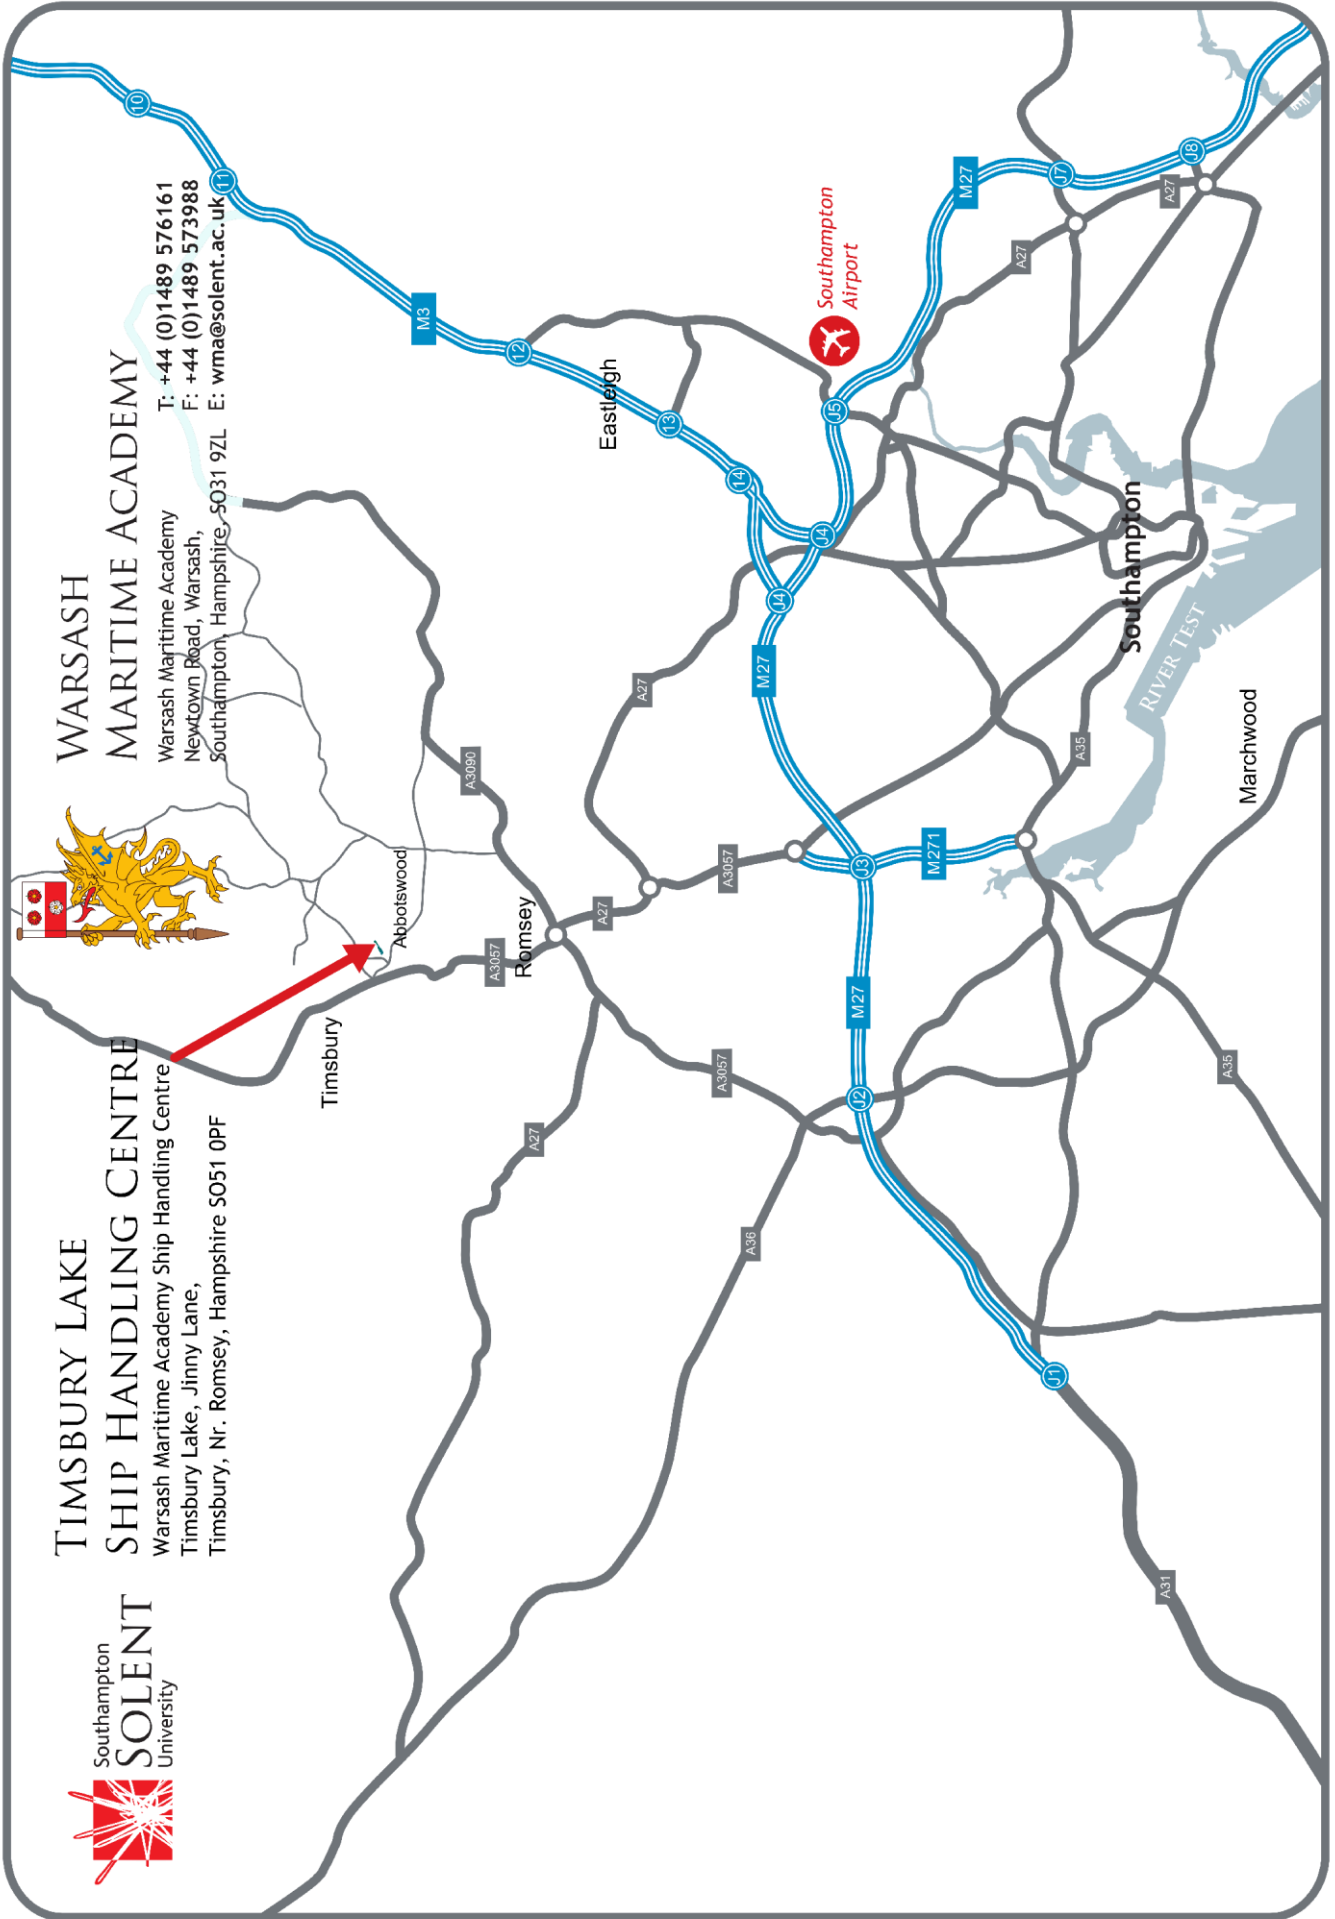 Southampton
SOLENT
University
TIMSBURY LAKE
SHIP HANDLING CENTRE
Warsash Maritime Academy Ship Handling Centre
Timsbury Lake, Jinny Lane,
Timsbury, Nr. Romsey, Hampshire SO51 0PF
WARSASH
MARITIME ACADEMY
Warsash Maritime Academy
Newtown Road, Warsash,
Southampton, Hampshire, SO31 9ZL
T: +44 (0)1489 576161
F: +44 (0)1489 573988
E: wma@solent.ac.uk
10
11
M3
12
13
14
Timsbury
Abbotswood
A3090
A3057
Romsey
A27
A27
A27
A3057
A3057
A36
Eastleigh
Southampton
Airport
M27
J1
J2
M27
J3
M27
J4
J4
J5
J7
J8
M271
A27
A27
A35
A35
A31
Southampton
RIVER TEST
Marchwood